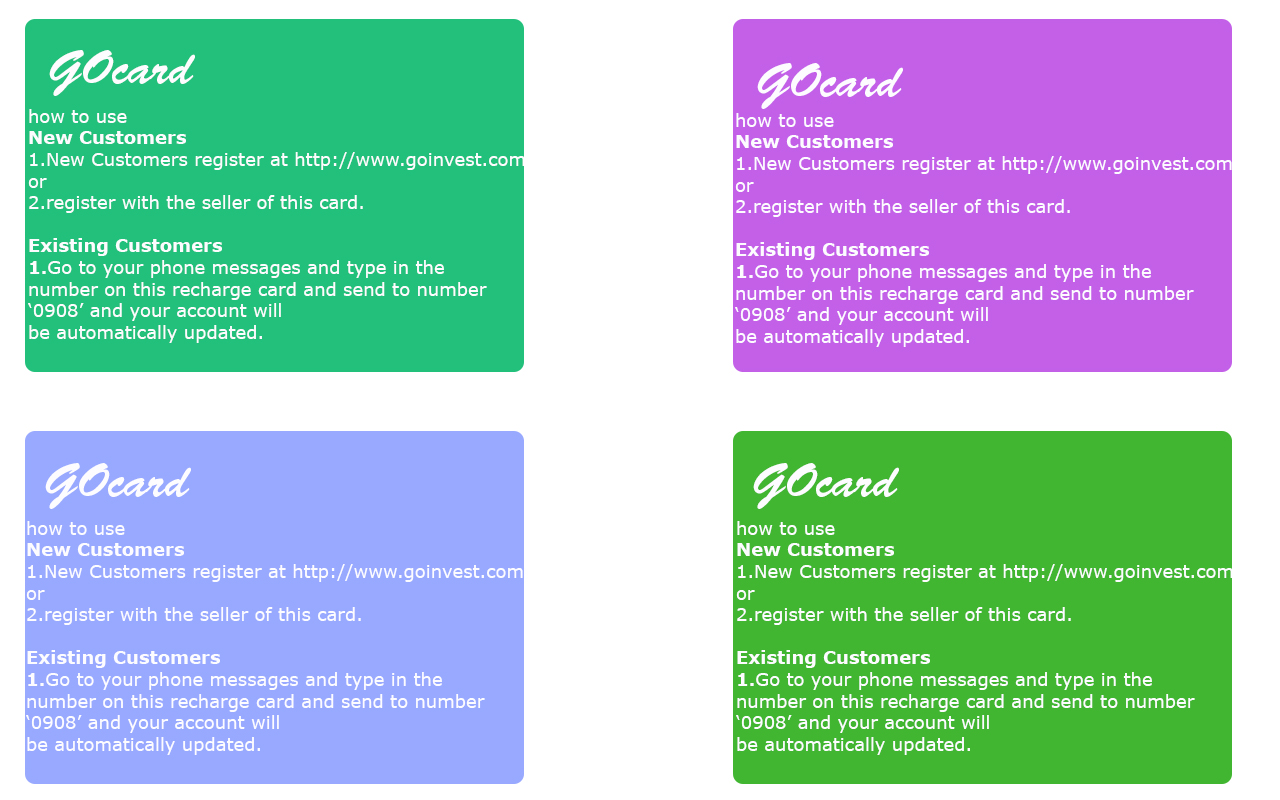 GOcard
how to use
New Customers
1.New Customers register at http://www.goinvest.com
or
2.register with the seller of this card.
Existing Customers
1.Go to your phone messages and type in the
number on this recharge card and send to number
‘0908’ and your account will
be automatically updated.
GOcard
how to use
New Customers
1.New Customers register at http://www.goinvest.com
or
2.register with the seller of this card.
Existing Customers
1.Go to your phone messages and type in the
number on this recharge card and send to number
‘0908’ and your account will
be automatically updated.
GOcard
how to use
New Customers
1.New Customers register at http://www.goinvest.com
or
2.register with the seller of this card.
Existing Customers
1.Go to your phone messages and type in the
number on this recharge card and send to number
‘0908’ and your account will
be automatically updated.
GOcard
how to use
New Customers
1.New Customers register at http://www.goinvest.com
or
2.register with the seller of this card.
Existing Customers
1.Go to your phone messages and type in the
number on this recharge card and send to number
‘0908’ and your account will
be automatically updated.